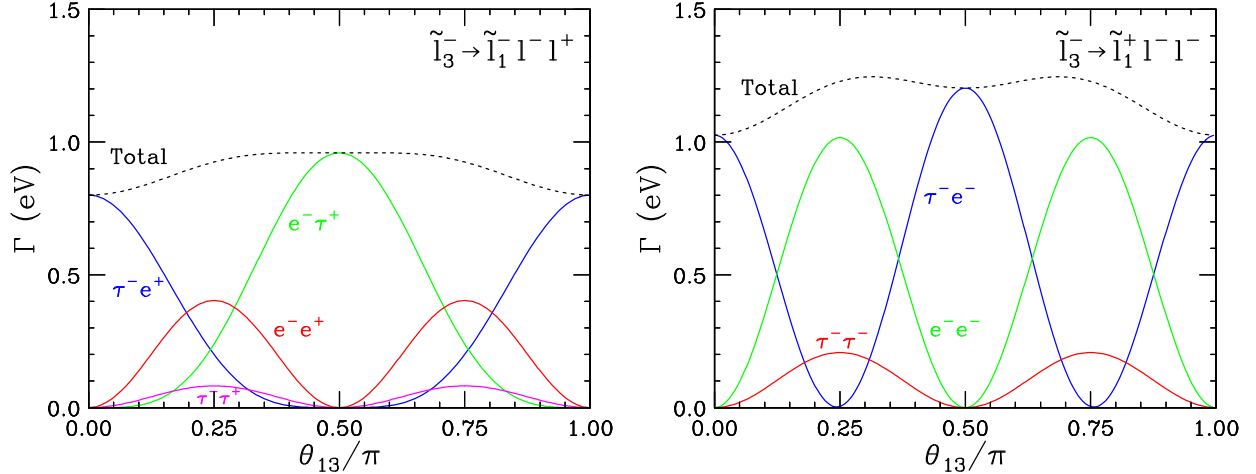 1.5
1.0
0.5
0.0
Γ (eV)
l̃₃⁻ → l̃₁⁻ l⁻ l⁺
Total
e⁻τ⁺
τ⁻e⁺
e⁻e⁺
τ⁻τ⁺
0.00 0.25 0.50 0.75 1.00
θ₁₃/π
1.5
1.0
0.5
0.0
Γ (eV)
l̃₃⁻ → l̃₁⁺ l⁻ l⁻
Total
τ⁻e⁻
e⁻e⁻
τ⁻τ⁻
0.00 0.25 0.50 0.75 1.00
θ₁₃/π